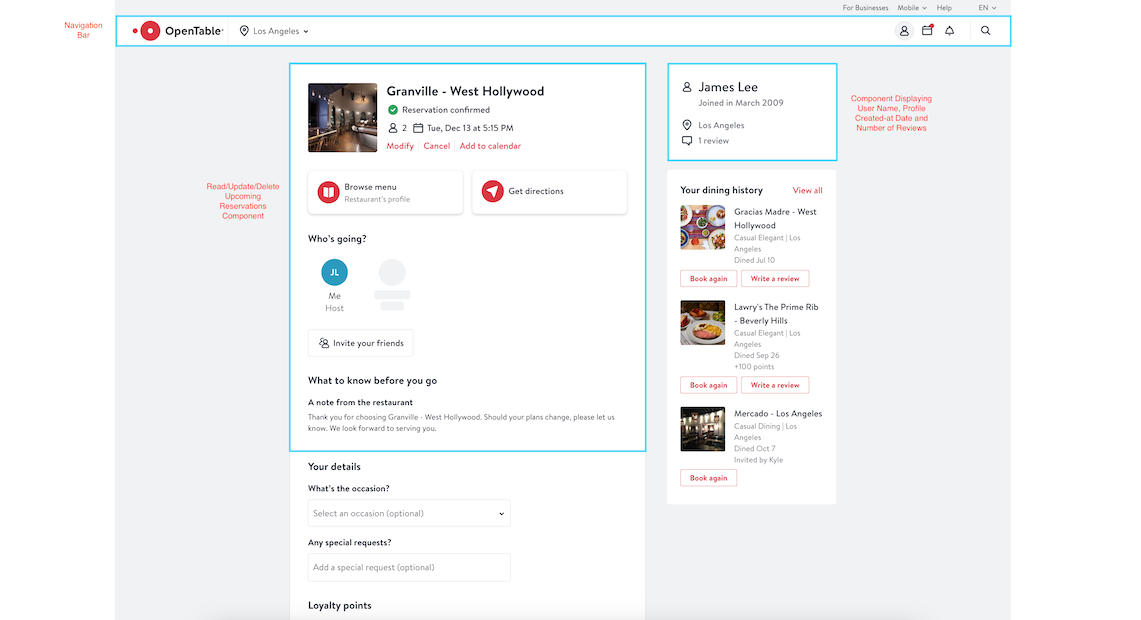 For Businesses Mobile Help EN
Navigation
Bar
OpenTable
Los Angeles
Granville - West Hollywood
Reservation confirmed
2 Tue, Dec 13 at 5:15 PM
Modify Cancel Add to calendar
Browse menu
Restaurant's profile
Get directions
Read/Update/Delete
Upcoming
Reservations
Component
Who's going?
JL
Me
Host
Invite your friends
What to know before you go
A note from the restaurant
Thank you for choosing Granville - West Hollywood. Should your plans change, please let us
know. We look forward to serving you.
Your details
What's the occasion?
Select an occasion (optional)
Any special requests?
Add a special request (optional)
Loyalty points
James Lee
Joined in March 2009
Los Angeles
1 review
Component Displaying
User Name, Profile
Created-at Date and
Number of Reviews
Your dining history View all
Gracias Madre - West
Hollywood
Casual Elegant | Los
Angeles
Dined Jul 10
Book again Write a review
Lawry's The Prime Rib
- Beverly Hills
Casual Elegant | Los
Angeles
Dined Sep 26
+100 points
Book again Write a review
Mercado - Los Angeles
Casual Dining | Los
Angeles
Dined Oct 7
Invited by Kyle
Book again